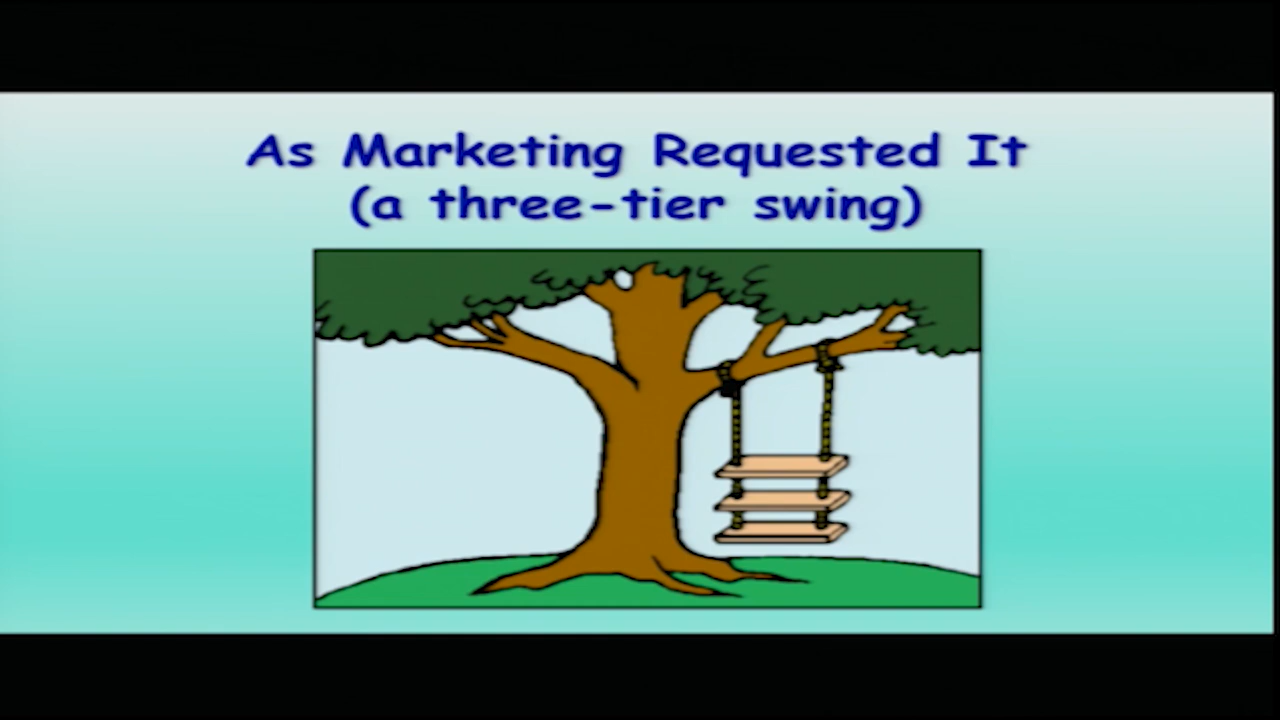 As Marketing Requested It
(a three-tier swing)